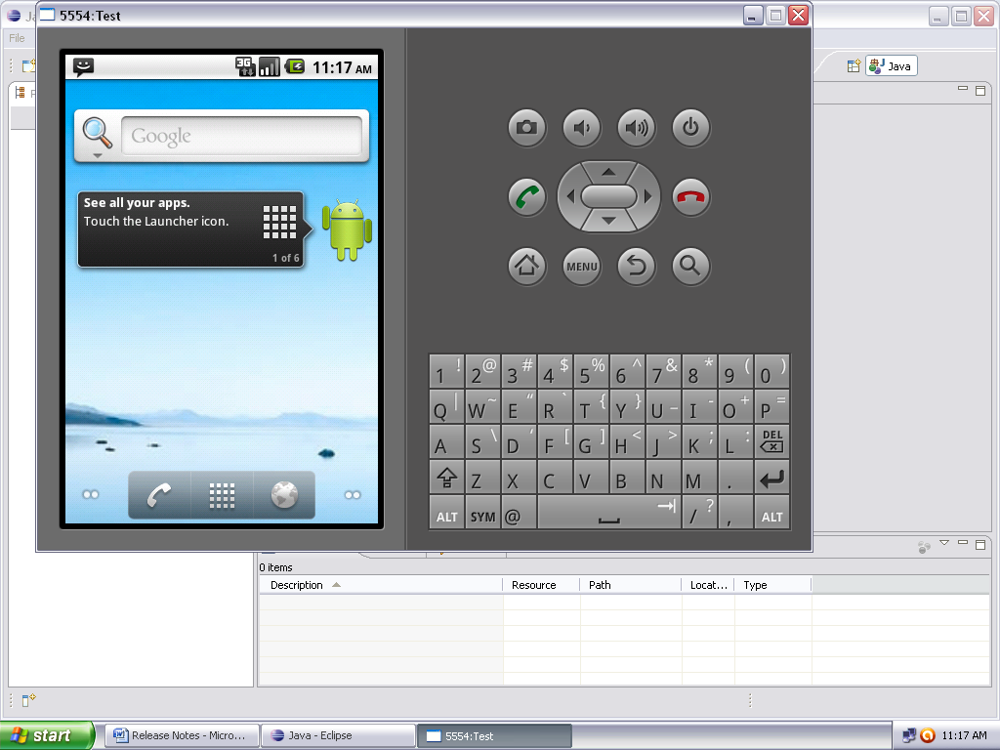 5554:Test
Ja
File
Java
P
3G
11:17 AM
Google
See all your apps.
Touch the Launcher icon.
1 of 6
MENU
1 ! 2 @ 3 # 4 $ 5 % 6 ^ 7 & 8 * 9 ( 0 )
Q | W ~ E " R ` T { Y } U _ I - O + P =
A S \ D ' F [ G ] H < J > K ; L : DEL
Z X C V B N M .
ALT SYM @ / ? , ALT
0 items
Description Resource Path Locat... Type
start Release Notes - Micro... Java - Eclipse 5554:Test 11:17 AM